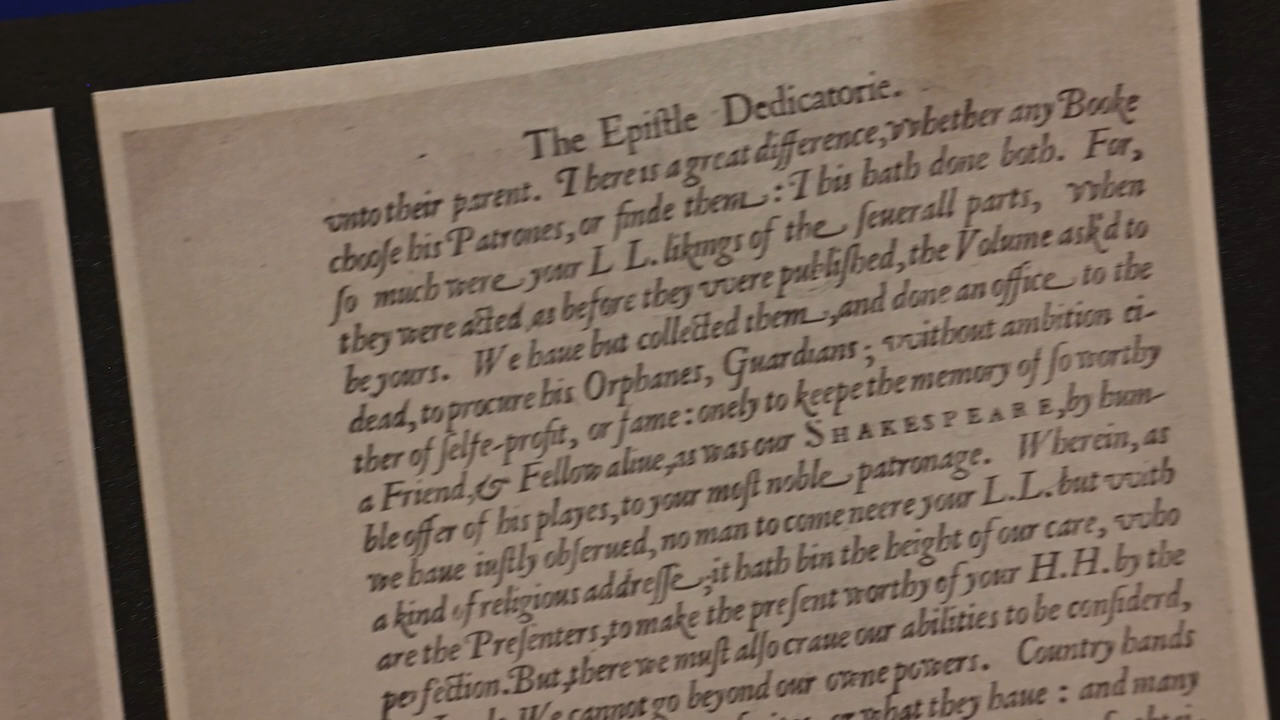 The Epiſtle Dedicatorie.
vnto their parent. There is a great difference, vvhether any Booke
chooſe his Patrones, or finde them: This hath done both. For,
ſo much were your L L. likings of the ſeuerall parts, vvhen
they were acted, as before they vvere publiſhed, the Volume ask'd to
be yours. We haue but collected them, and done an office to the
dead, to procure his Orphanes, Guardians; vvithout ambition ei-
ther of ſelfe-profit, or fame: onely to keepe the memory of ſo worthy
a Friend, & Fellow aliue, as was our SHAKESPEARE, by hum-
ble offer of his playes, to your moſt noble patronage. Wherein, as
we haue iuſtly obſerued, no man to come neere your L.L. but vvith
a kind of religious addreſſe; it hath bin the height of our care, vvho
are the Preſenters, to make the preſent worthy of your H.H. by the
perfection. But, there we muſt alſo craue our abilities to be conſiderd,
We cannot go beyond our owne powers. Country hands
what they haue : and many